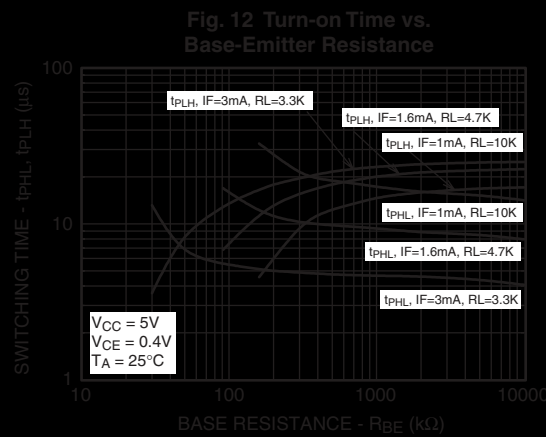 Fig. 12 Turn-on Time vs.
Base-Emitter Resistance
100
tPLH, IF=3mA, RL=3.3K
tPLH, IF=1.6mA, RL=4.7K
tPLH, IF=1mA, RL=10K
SWITCHING TIME - tPHL, tPLH (µs)
10
tPHL, IF=1mA, RL=10K
tPHL, IF=1.6mA, RL=4.7K
tPHL, IF=3mA, RL=3.3K
VCC = 5V
VCE = 0.4V
TA = 25°C
1
10 100 1000 10000
BASE RESISTANCE - RBE (kΩ)